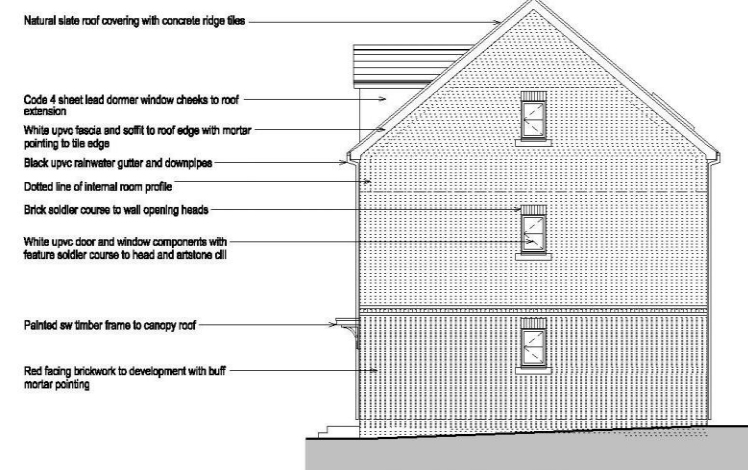 Natural slate roof covering with concrete ridge tiles
Code 4 sheet lead dormer window cheeks to roof
extension
White upvc fascia and soffit to roof edge with mortar
pointing to tile edge
Black upvc rainwater gutter and downpipes
Dotted line of internal room profile
Brick soldier course to wall opening heads
White upvc door and window components with
feature soldier course to head and artstone cill
Painted sw timber frame to canopy roof
Red facing brickwork to development with buff
mortar pointing